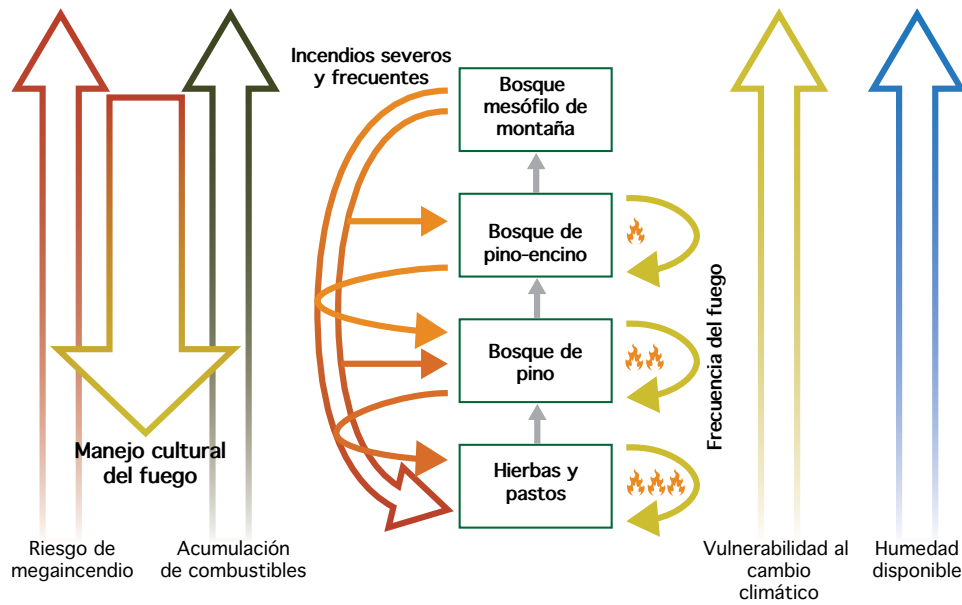 Incendios severos
y frecuentes
Bosque
mesófilo de
montaña
Bosque de
pino-encino
Bosque de
pino
Hierbas y
pastos
Frecuencia del fuego
Manejo cultural
del fuego
Riesgo de
megaincendio
Acumulación
de combustibles
Vulnerabilidad al
cambio
climático
Humedad
disponible